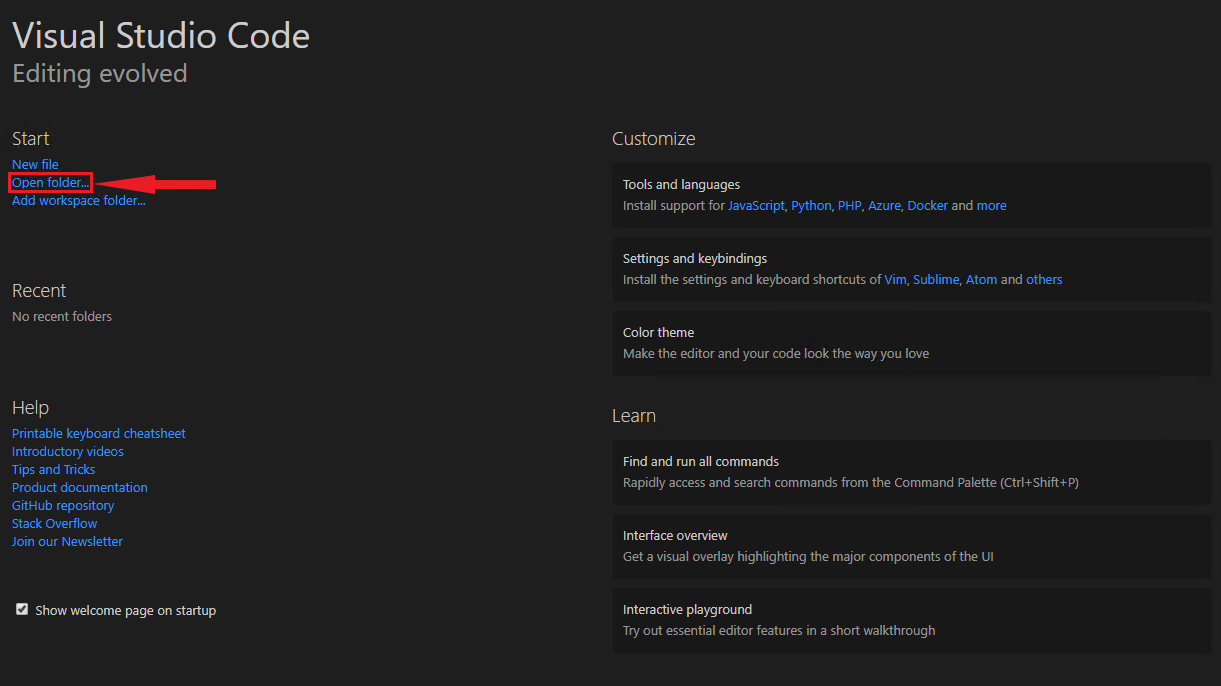 Visual Studio Code
Editing evolved
Start
New file
Open folder...
Add workspace folder...
Recent
No recent folders
Help
Printable keyboard cheatsheet
Introductory videos
Tips and Tricks
Product documentation
GitHub repository
Stack Overflow
Join our Newsletter
Show welcome page on startup
Customize
Tools and languages
Install support for JavaScript, Python, PHP, Azure, Docker and more
Settings and keybindings
Install the settings and keyboard shortcuts of Vim, Sublime, Atom and others
Color theme
Make the editor and your code look the way you love
Learn
Find and run all commands
Rapidly access and search commands from the Command Palette (Ctrl+Shift+P)
Interface overview
Get a visual overlay highlighting the major components of the UI
Interactive playground
Try out essential editor features in a short walkthrough